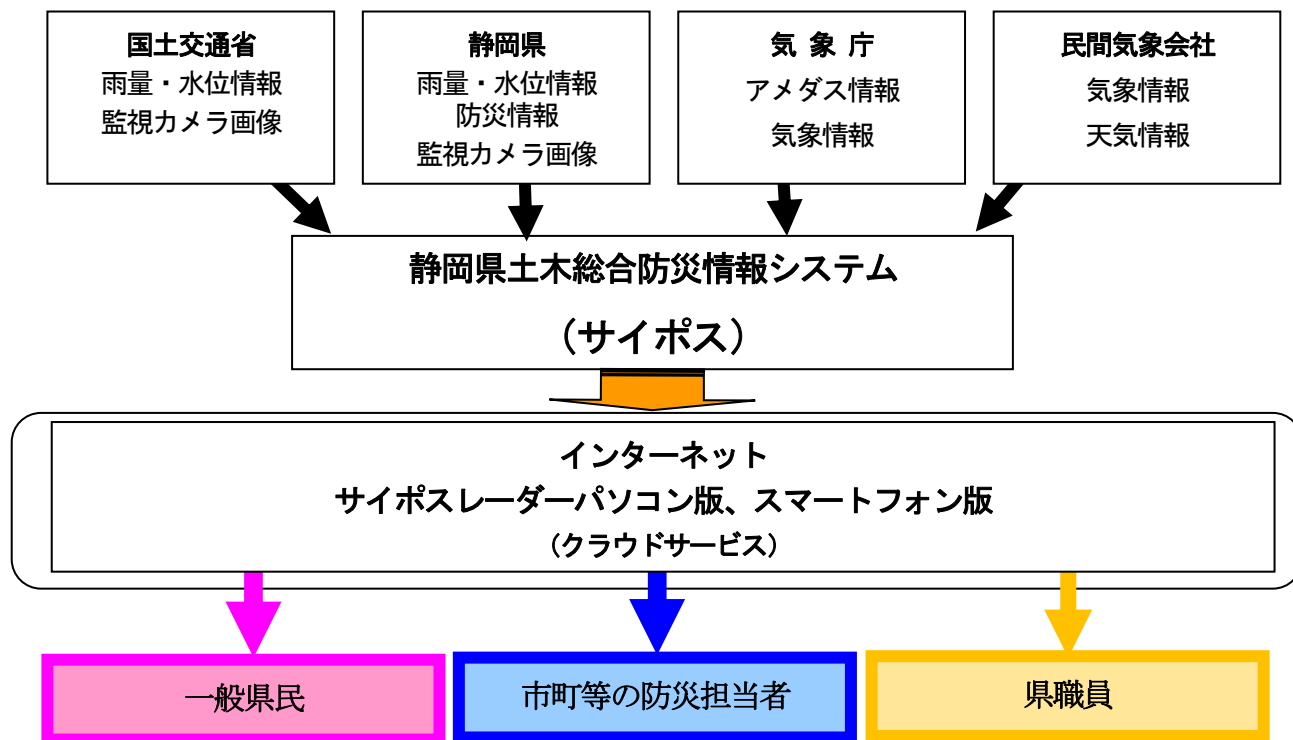 国土交通省
雨量・水位情報
監視カメラ画像
静岡県
雨量・水位情報
防災情報
監視カメラ画像
気 象 庁
アメダス情報
気象情報
民間気象会社
気象情報
天気情報
静岡県土木総合防災情報システム
(サイポス)
インターネット
サイポスレーダーパソコン版、スマートフォン版
(クラウドサービス)
一般県民
市町等の防災担当者
県職員